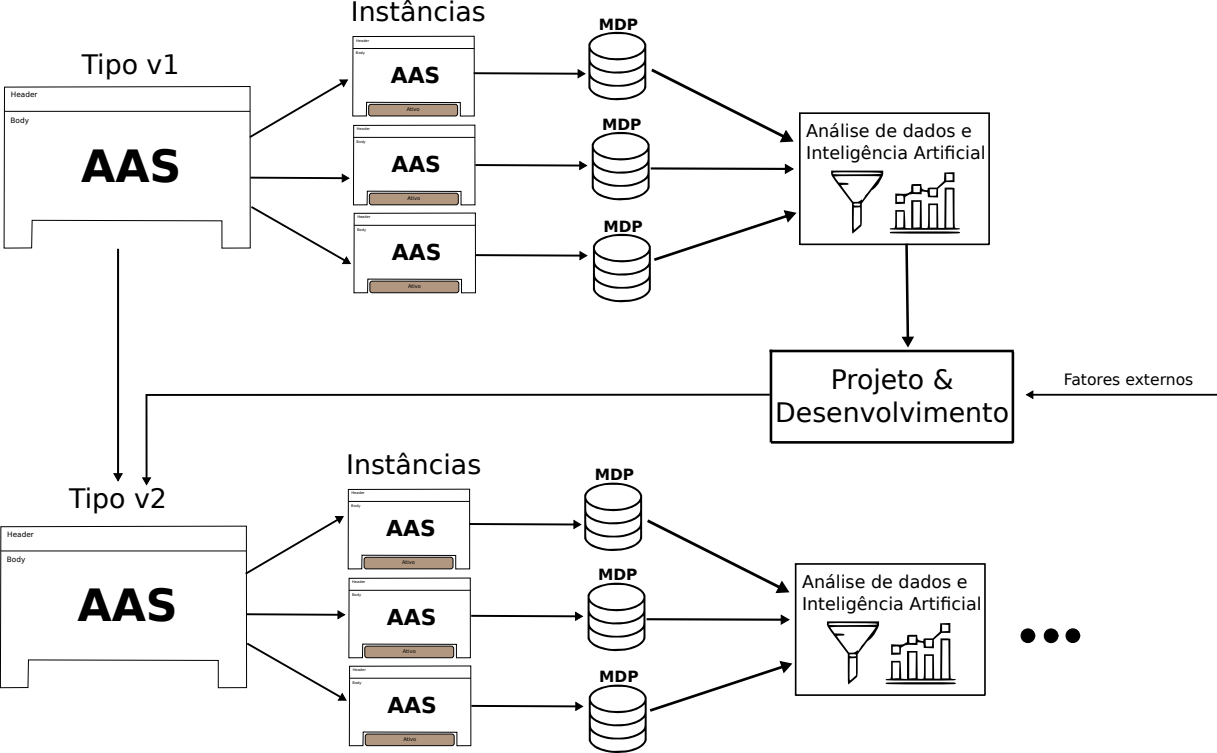 Instâncias
MDP
Tipo v1
Header
Body
AAS
Header
Body
AAS
Ativo
MDP
Header
Body
AAS
Ativo
MDP
Header
Body
AAS
Ativo
Análise de dados e
Inteligência Artificial
Projeto &
Desenvolvimento
Fatores externos
Instâncias
MDP
Tipo v2
Header
Body
AAS
Header
Body
AAS
Ativo
MDP
Header
Body
AAS
Ativo
MDP
Header
Body
AAS
Ativo
Análise de dados e
Inteligência Artificial